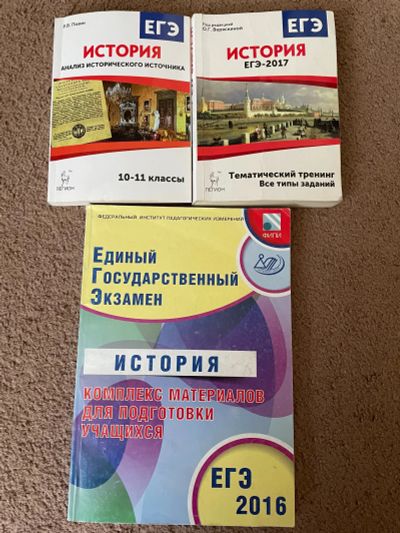 ЕГЭ
ИСТОРИЯ
АНАЛИЗ ИСТОРИЧЕСКОГО ИСТОЧНИКА
10-11 классы
ЛЕГИОН
Под редакцией
ЕГЭ
ИСТОРИЯ
ЕГЭ-2017
Тематический тренинг
Все типы заданий
ЛЕГИОН
ФЕДЕРАЛЬНЫЙ ИНСТИТУТ ПЕДАГОГИЧЕСКИХ ИЗМЕРЕНИЙ
ФИПИ
ЕДИНЫЙ
ГОСУДАРСТВЕННЫЙ
ЭКЗАМЕН
ИСТОРИЯ
КОМПЛЕКС МАТЕРИАЛОВ
ДЛЯ ПОДГОТОВКИ
УЧАЩИХСЯ
ЕГЭ
2016